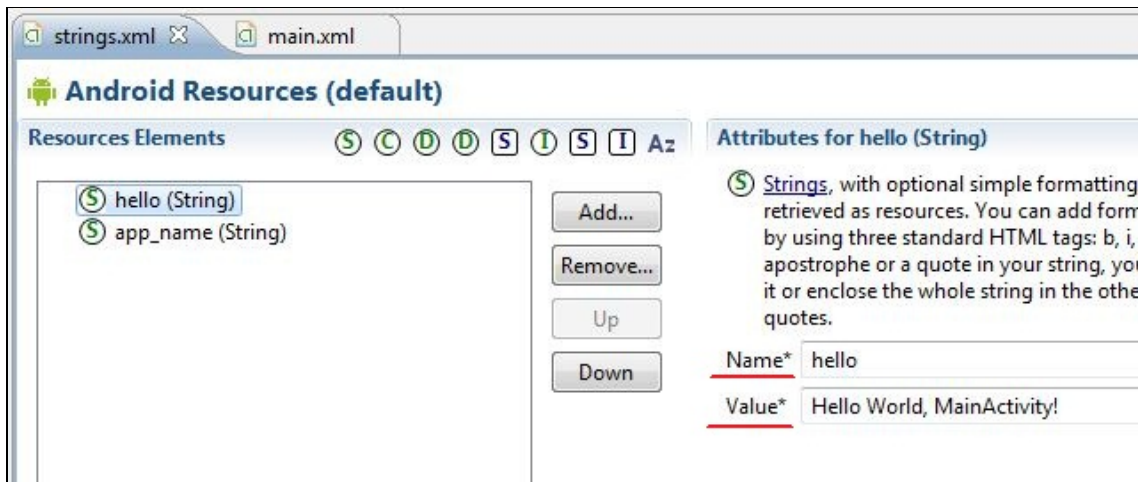 strings.xml
main.xml
Android Resources (default)
Resources Elements
S C D D S I S I Az
S hello (String)
S app_name (String)
Add...
Remove...
Up
Down
Attributes for hello (String)
S Strings, with optional simple formatting
retrieved as resources. You can add form
by using three standard HTML tags: b, i,
apostrophe or a quote in your string, you
it or enclose the whole string in the othe
quotes.
Name* hello
Value* Hello World, MainActivity!